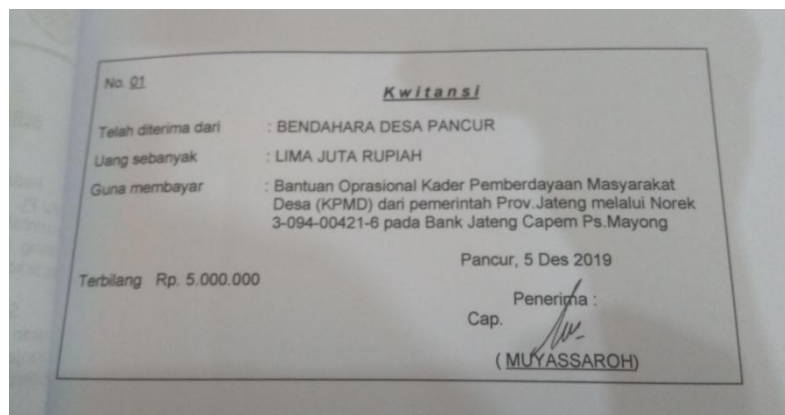 No. 01
Kwitansi
Telah diterima dari : BENDAHARA DESA PANCUR
Uang sebanyak : LIMA JUTA RUPIAH
Guna membayar : Bantuan Oprasional Kader Pemberdayaan Masyarakat
Desa (KPMD) dari pemerintah Prov.Jateng melalui Norek
3-094-00421-6 pada Bank Jateng Capem Ps.Mayong
Pancur, 5 Des 2019
Terbilang Rp. 5.000.000
Penerima :
Cap.
( MUYASSAROH)